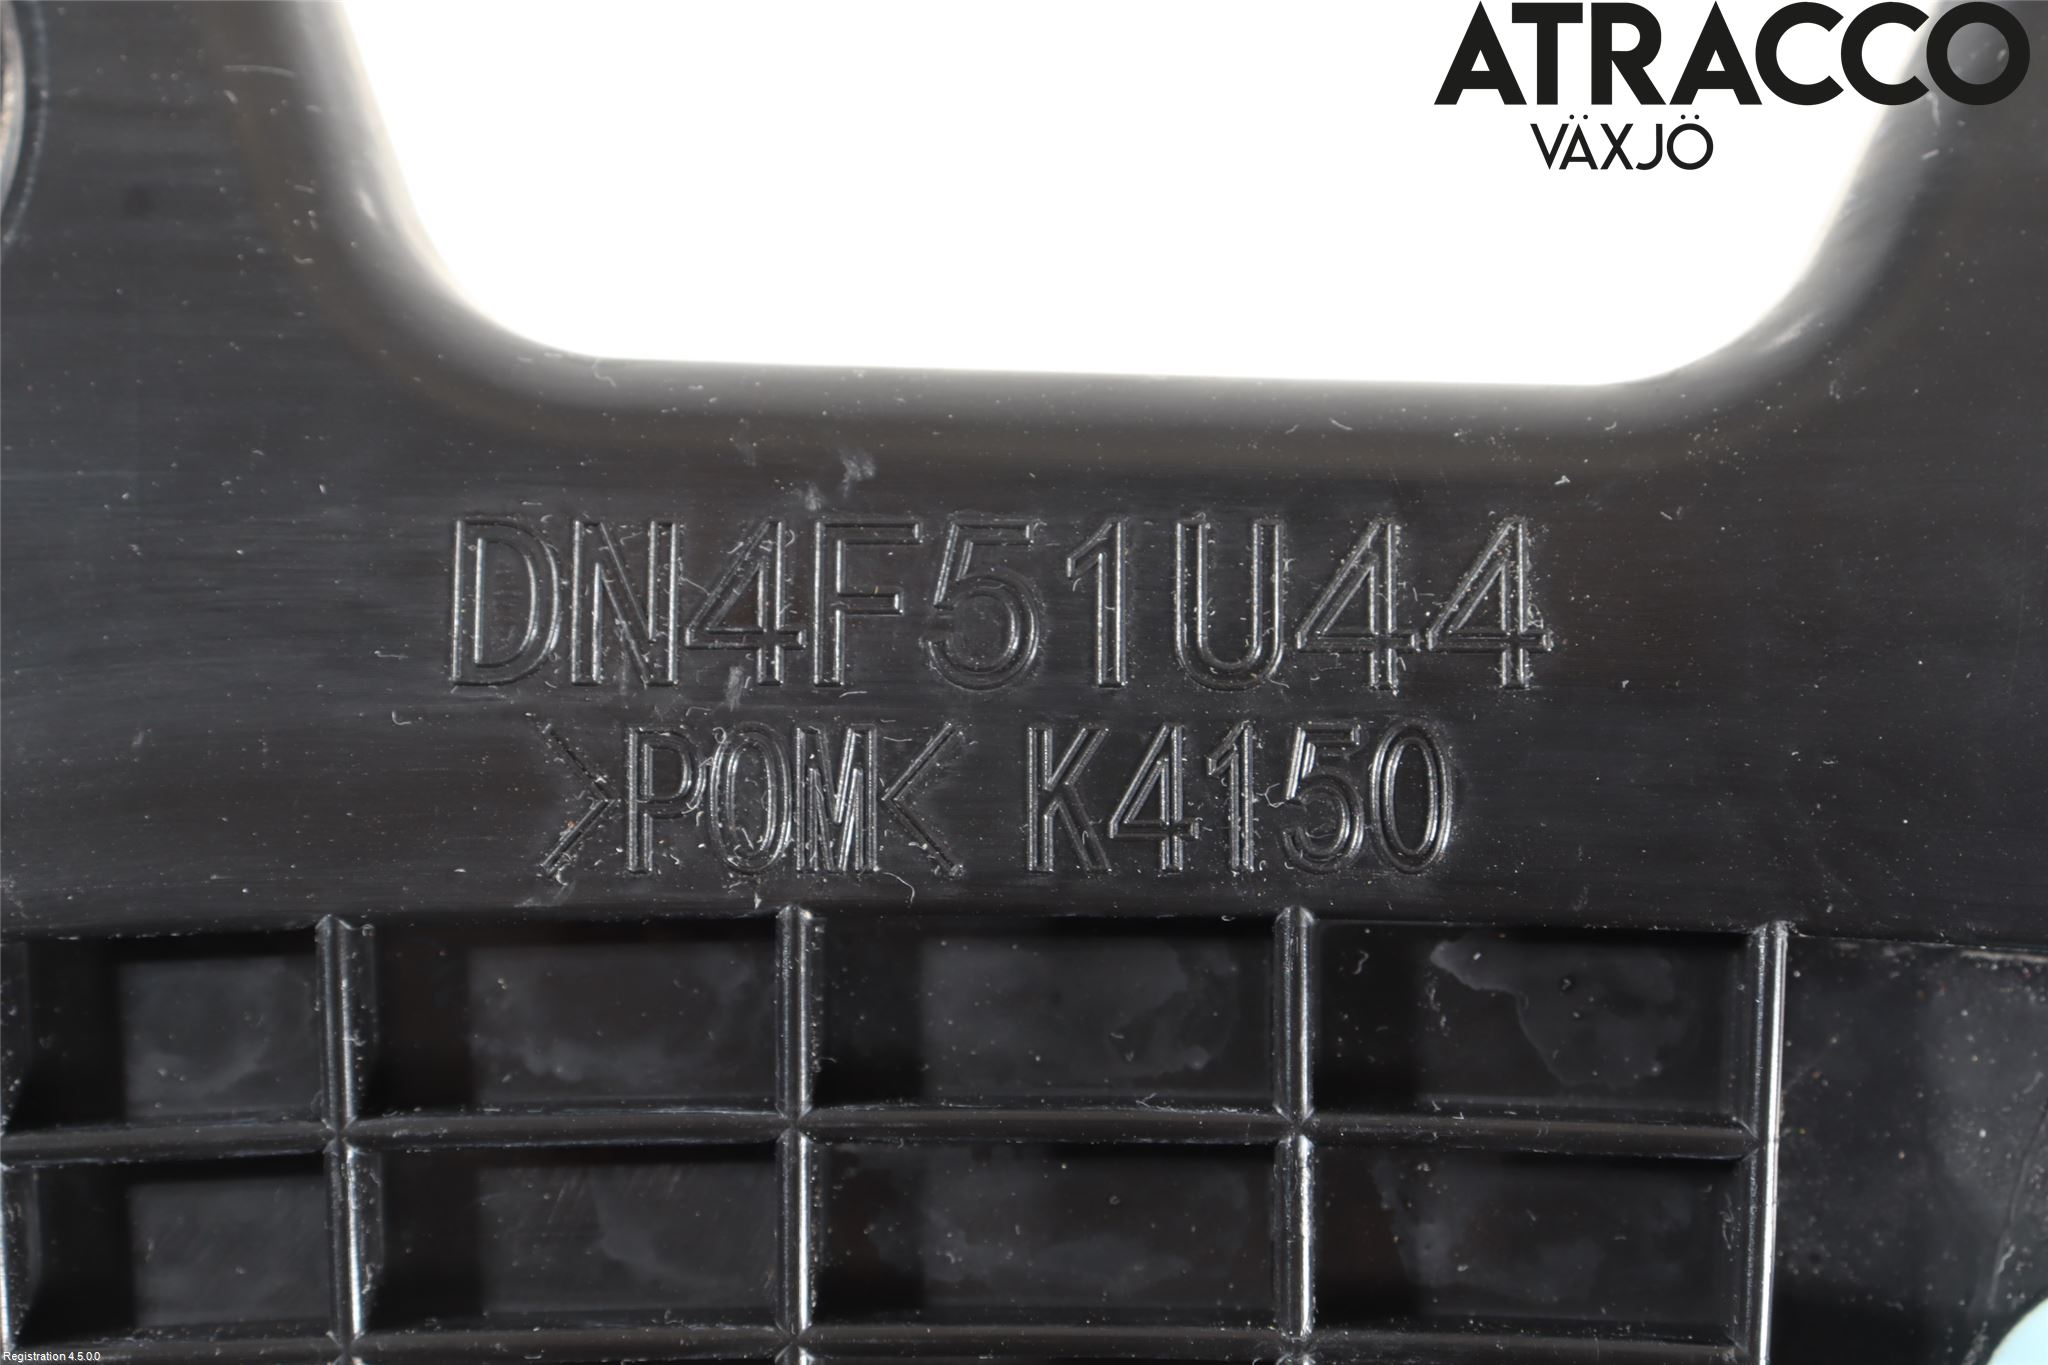 ATRACCO
VÄXJÖ
DN4F51U44
>POM< K4150
Registration 4.5.0.0